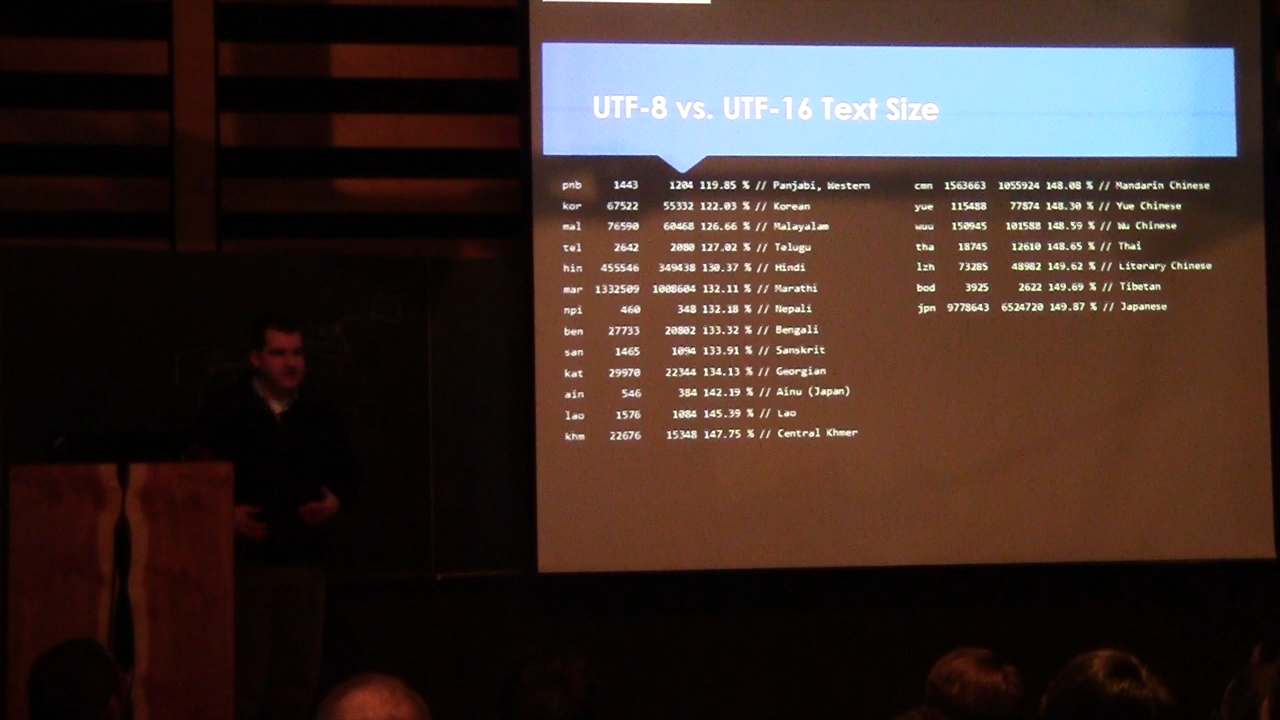 UTF-8 vs. UTF-16 Text Size
pnb 1443 1204 119.85 % // Panjabi, Western
kor 67522 55332 122.03 % // Korean
mal 76590 60468 126.66 % // Malayalam
tel 2642 2080 127.02 % // Telugu
hin 455546 349438 130.37 % // Hindi
mar 1332509 1008604 132.11 % // Marathi
npi 460 348 132.18 % // Nepali
ben 27733 20802 133.32 % // Bengali
san 1465 1094 133.91 % // Sanskrit
kat 29970 22344 134.13 % // Georgian
ain 546 384 142.19 % // Ainu (Japan)
lao 1576 1084 145.39 % // Lao
khm 22676 15348 147.75 % // Central Khmer
cmn 1563663 1055924 148.08 % // Mandarin Chinese
yue 115488 77874 148.30 % // Yue Chinese
wuu 150945 101588 148.59 % // Wu Chinese
tha 18745 12610 148.65 % // Thai
lzh 73285 48982 149.62 % // Literary Chinese
bod 3925 2622 149.69 % // Tibetan
jpn 9778643 6524720 149.87 % // Japanese